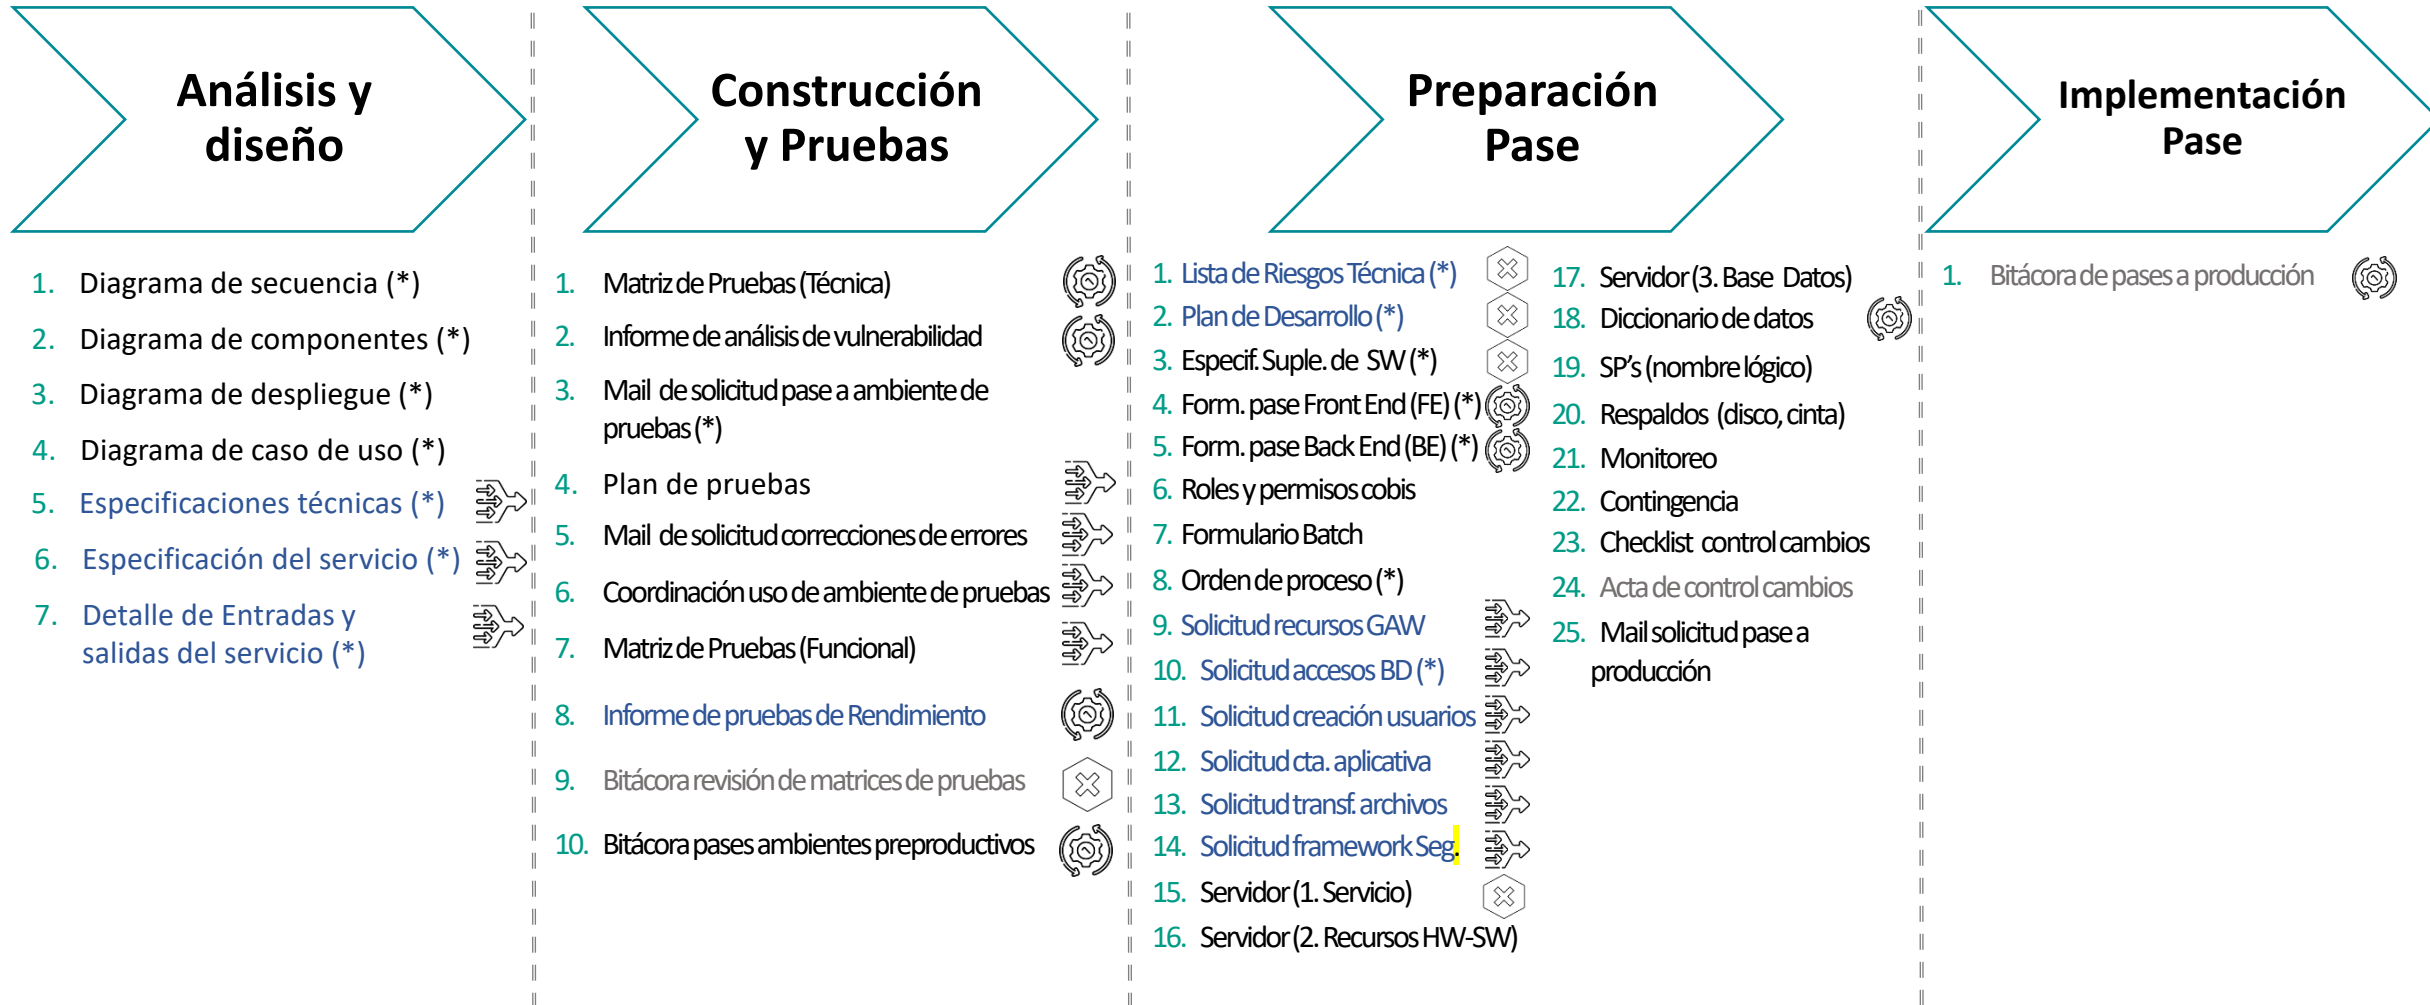 Análisis y
diseño
1. Diagrama de secuencia (*)
2. Diagrama de componentes (*)
3. Diagrama de despliegue (*)
4. Diagrama de caso de uso (*)
5. Especificaciones técnicas (*)
6. Especificación del servicio (*)
7. Detalle de Entradas y
salidas del servicio (*)
Construcción
y Pruebas
1. Matriz de Pruebas (Técnica)
2. Informe de análisis de vulnerabilidad
3. Mail de solicitud pase a ambiente de
pruebas (*)
4. Plan de pruebas
5. Mail de solicitud correcciones de errores
6. Coordinación uso de ambiente de pruebas
7. Matriz de Pruebas (Funcional)
8. Informe de pruebas de Rendimiento
9. Bitácora revisión de matrices de pruebas
10. Bitácora pases ambientes preproductivos
Preparación
Pase
1. Lista de Riesgos Técnica (*)
2. Plan de Desarrollo (*)
3. Especif. Suple. de SW (*)
4. Form. pase Front End (FE) (*)
5. Form. pase Back End (BE) (*)
6. Roles y permisos cobis
7. Formulario Batch
8. Orden de proceso (*)
9. Solicitud recursos GAW
10. Solicitud accesos BD (*)
11. Solicitud creación usuarios
12. Solicitud cta. aplicativa
13. Solicitud transf. archivos
14. Solicitud framework Seg.
15. Servidor (1. Servicio)
16. Servidor (2. Recursos HW-SW)
17. Servidor (3. Base Datos)
18. Diccionario de datos
19. SP's (nombre lógico)
20. Respaldos (disco, cinta)
21. Monitoreo
22. Contingencia
23. Checklist control cambios
24. Acta de control cambios
25. Mail solicitud pase a
producción
Implementación
Pase
1. Bitácora de pases a producción